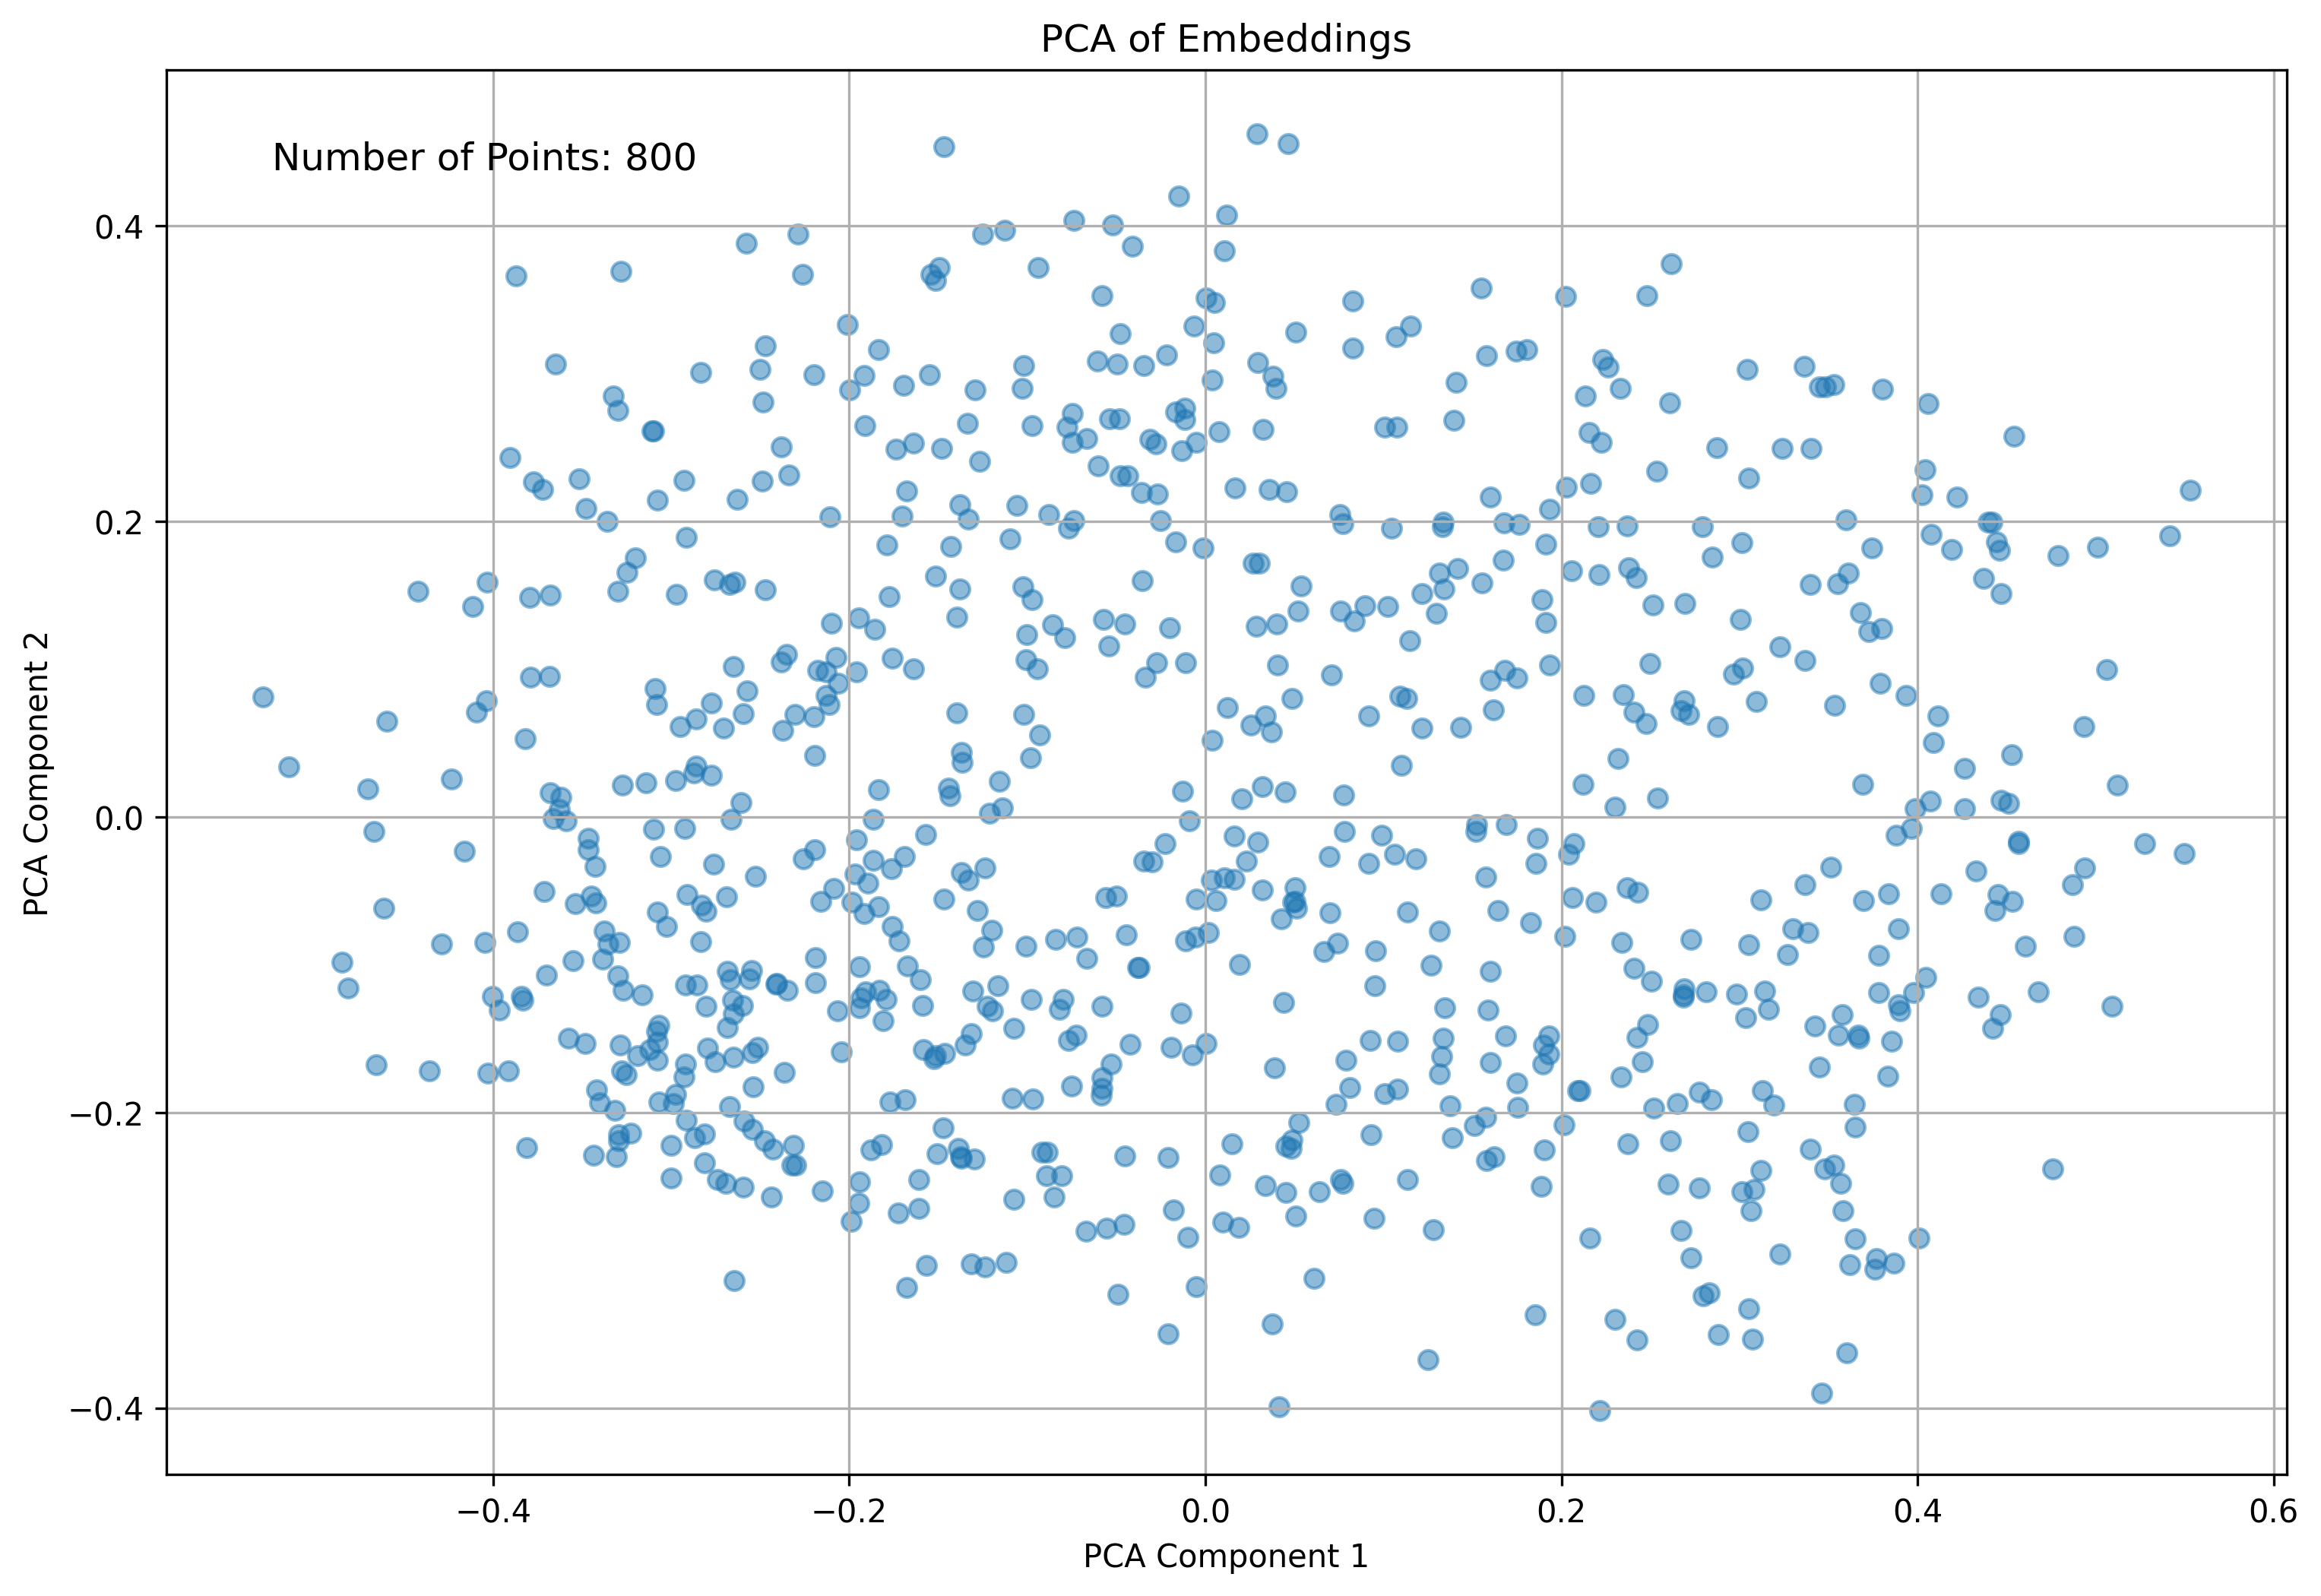 PCA of Embeddings
Number of Points: 800
0.4
0.2
0.0
−0.2
−0.4
PCA Component 2
−0.4 −0.2 0.0 0.2 0.4 0.6
PCA Component 1